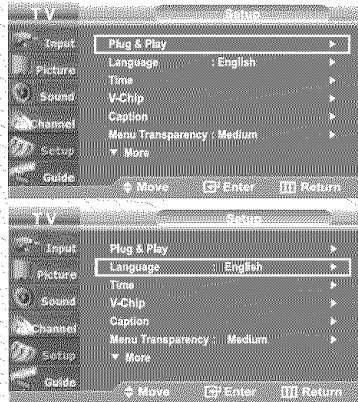 TV Setup
Input
Picture
Sound
Channel
Setup
Guide
Plug & Play
Language : English
Time
V-Chip
Caption
Menu Transparency : Medium
▼ More
Move Enter Return
TV Setup
Input
Picture
Sound
Channel
Setup
Guide
Plug & Play
Language : English
Time
V-Chip
Caption
Menu Transparency : Medium
▼ More
Move Enter Return